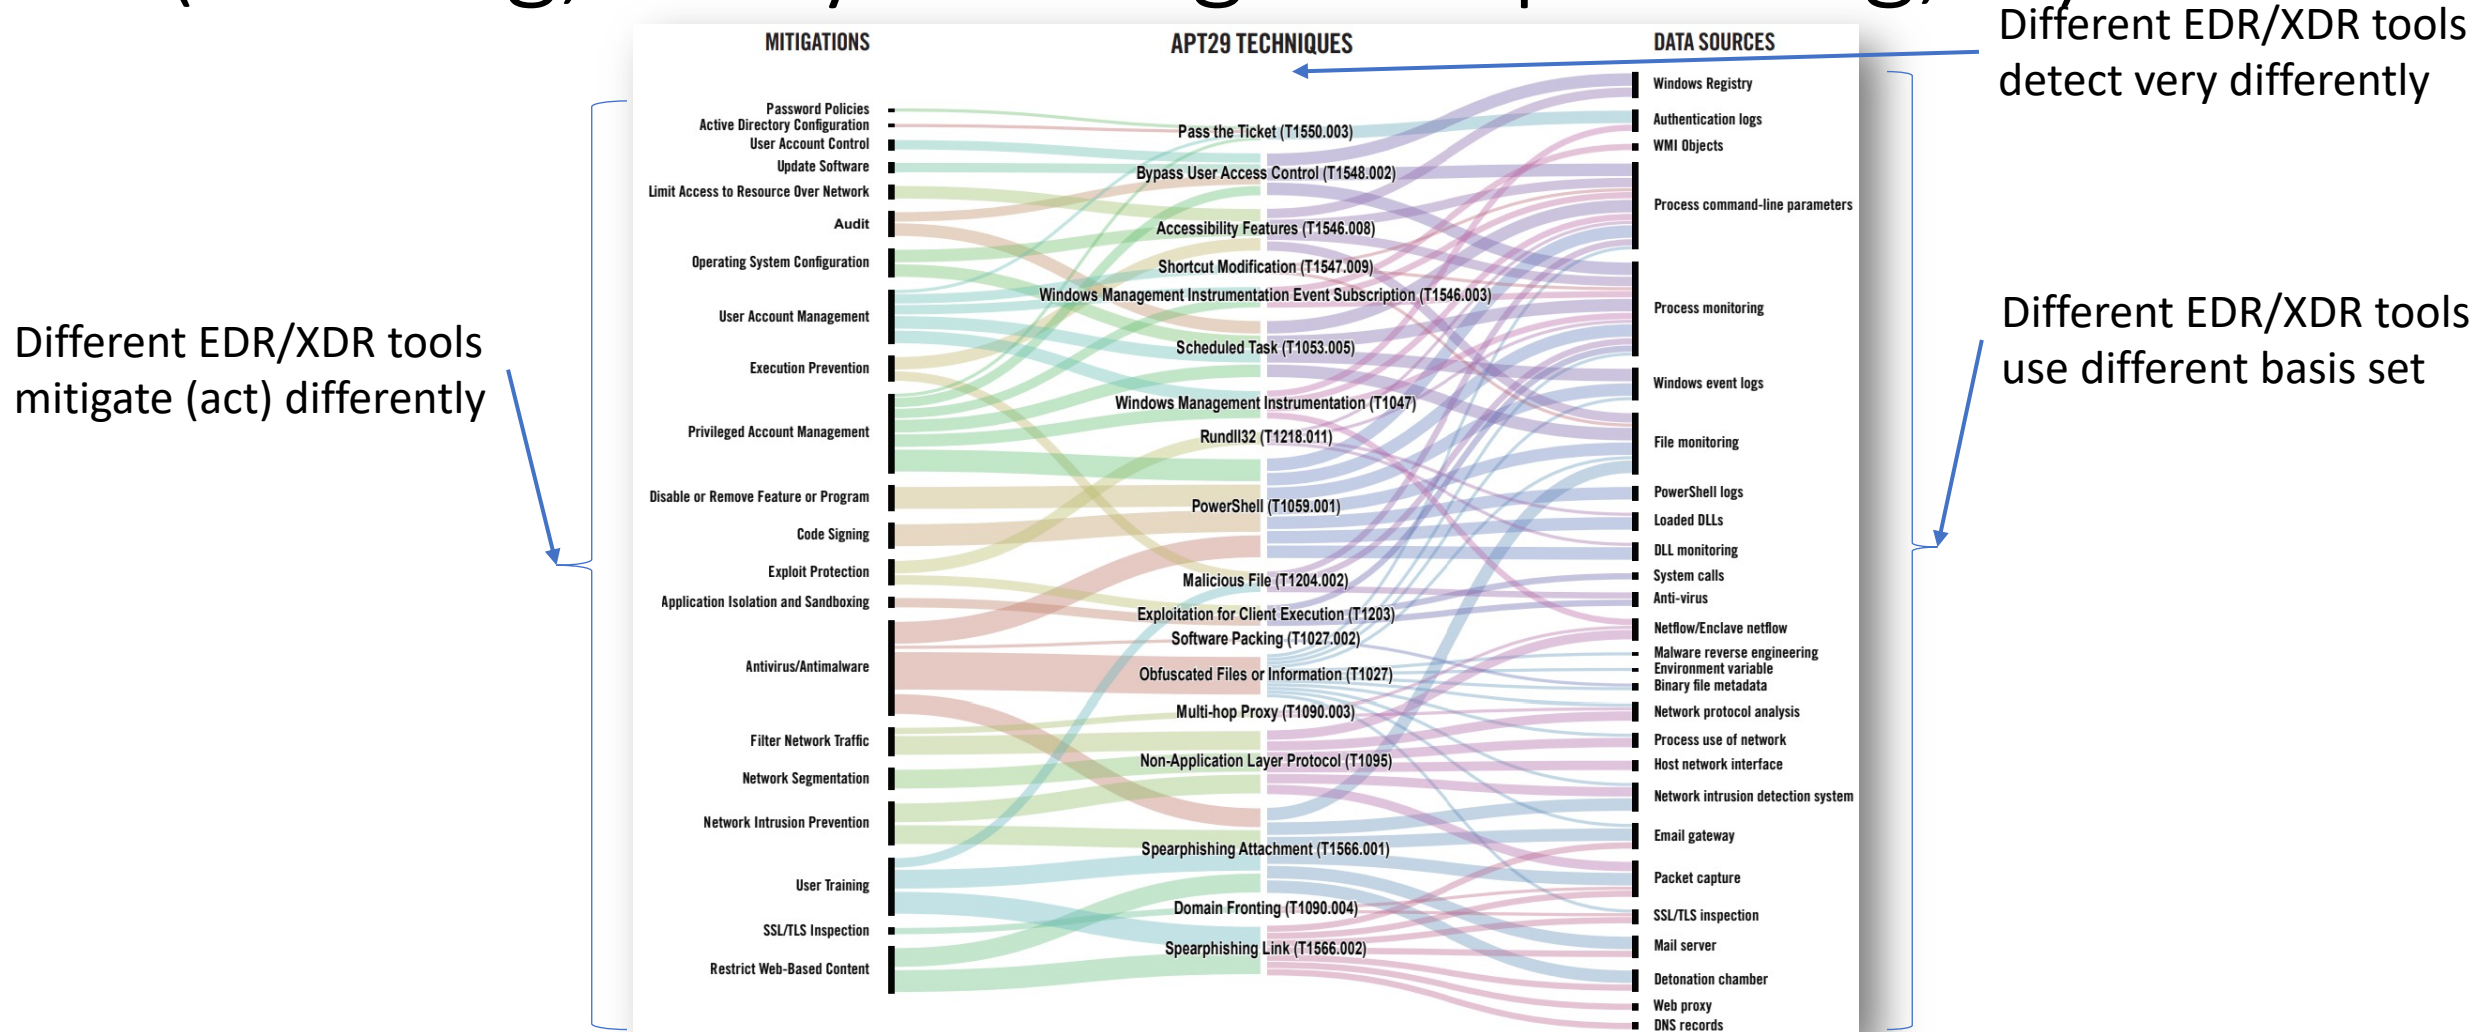 MITIGATIONS
APT29 TECHNIQUES
DATA SOURCES
Different EDR/XDR tools
detect very differently
Different EDR/XDR tools
mitigate (act) differently
Different EDR/XDR tools
use different basis set
Password Policies
Active Directory Configuration
User Account Control
Update Software
Limit Access to Resource Over Network
Audit
Operating System Configuration
User Account Management
Execution Prevention
Privileged Account Management
Disable or Remove Feature or Program
Code Signing
Exploit Protection
Application Isolation and Sandboxing
Antivirus/Antimalware
Filter Network Traffic
Network Segmentation
Network Intrusion Prevention
User Training
SSL/TLS Inspection
Restrict Web-Based Content
Pass the Ticket (T1550.003)
Bypass User Access Control (T1548.002)
Accessibility Features (T1546.008)
Shortcut Modification (T1547.009)
Windows Management Instrumentation Event Subscription (T1546.003)
Scheduled Task (T1053.005)
Windows Management Instrumentation (T1047)
Rundll32 (T1218.011)
PowerShell (T1059.001)
Malicious File (T1204.002)
Exploitation for Client Execution (T1203)
Software Packing (T1027.002)
Obfuscated Files or Information (T1027)
Multi-hop Proxy (T1090.003)
Non-Application Layer Protocol (T1095)
Spearphishing Attachment (T1566.001)
Domain Fronting (T1090.004)
Spearphishing Link (T1566.002)
Windows Registry
Authentication logs
WMI Objects
Process command-line parameters
Process monitoring
Windows event logs
File monitoring
PowerShell logs
Loaded DLLs
DLL monitoring
System calls
Anti-virus
Netflow/Enclave netflow
Malware reverse engineering
Environment variable
Binary file metadata
Network protocol analysis
Process use of network
Host network interface
Network intrusion detection system
Email gateway
Packet capture
SSL/TLS inspection
Mail server
Detonation chamber
Web proxy
DNS records